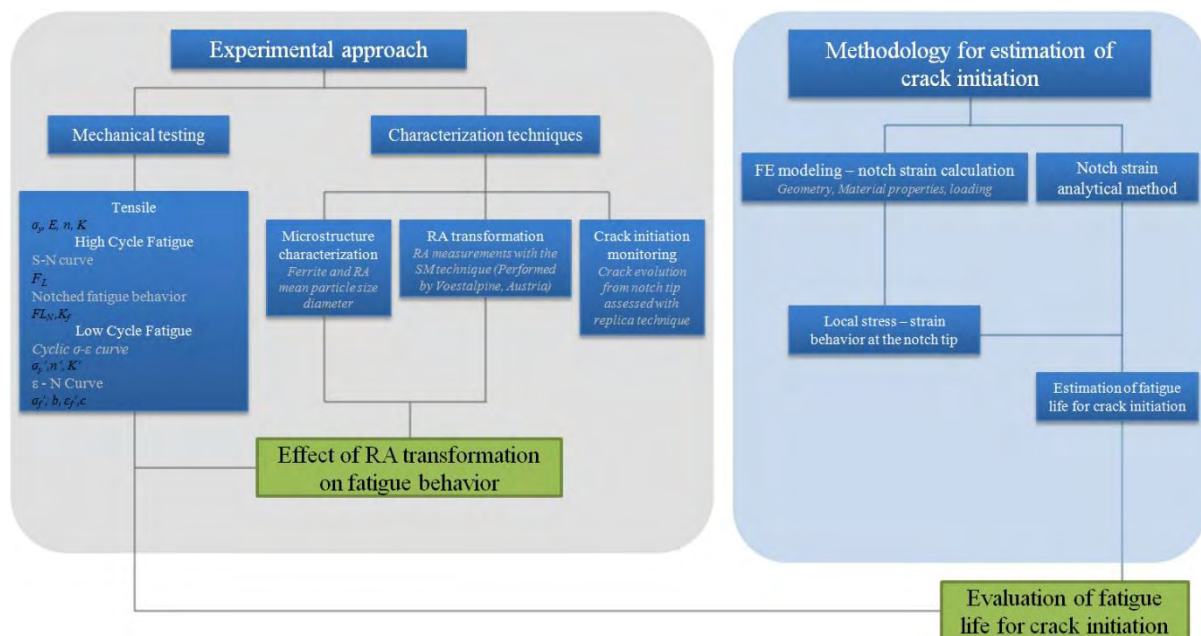 Experimental approach
Mechanical testing
Characterization techniques
Tensile
σy, E, n, K
High Cycle Fatigue
S-N curve
FL
Notched fatigue behavior
FLN,Kf
Low Cycle Fatigue
Cyclic σ-ε curve
σy',n',K'
ε - N Curve
σf', b, εf',c
Microstructure
characterization
Ferrite and RA
mean particle size
diameter
RA transformation
RA measurements with the
SM technique (Performed
by Voestalpine, Austria)
Crack initiation
monitoring
Crack evolution
from notch tip
assessed with
replica technique
Effect of RA transformation
on fatigue behavior
Methodology for estimation of
crack initiation
FE modeling – notch strain calculation
Geometry, Material properties, loading
Notch strain
analytical method
Local stress – strain
behavior at the notch tip
Estimation of fatigue
life for crack initiation
Evaluation of fatigue
life for crack initiation